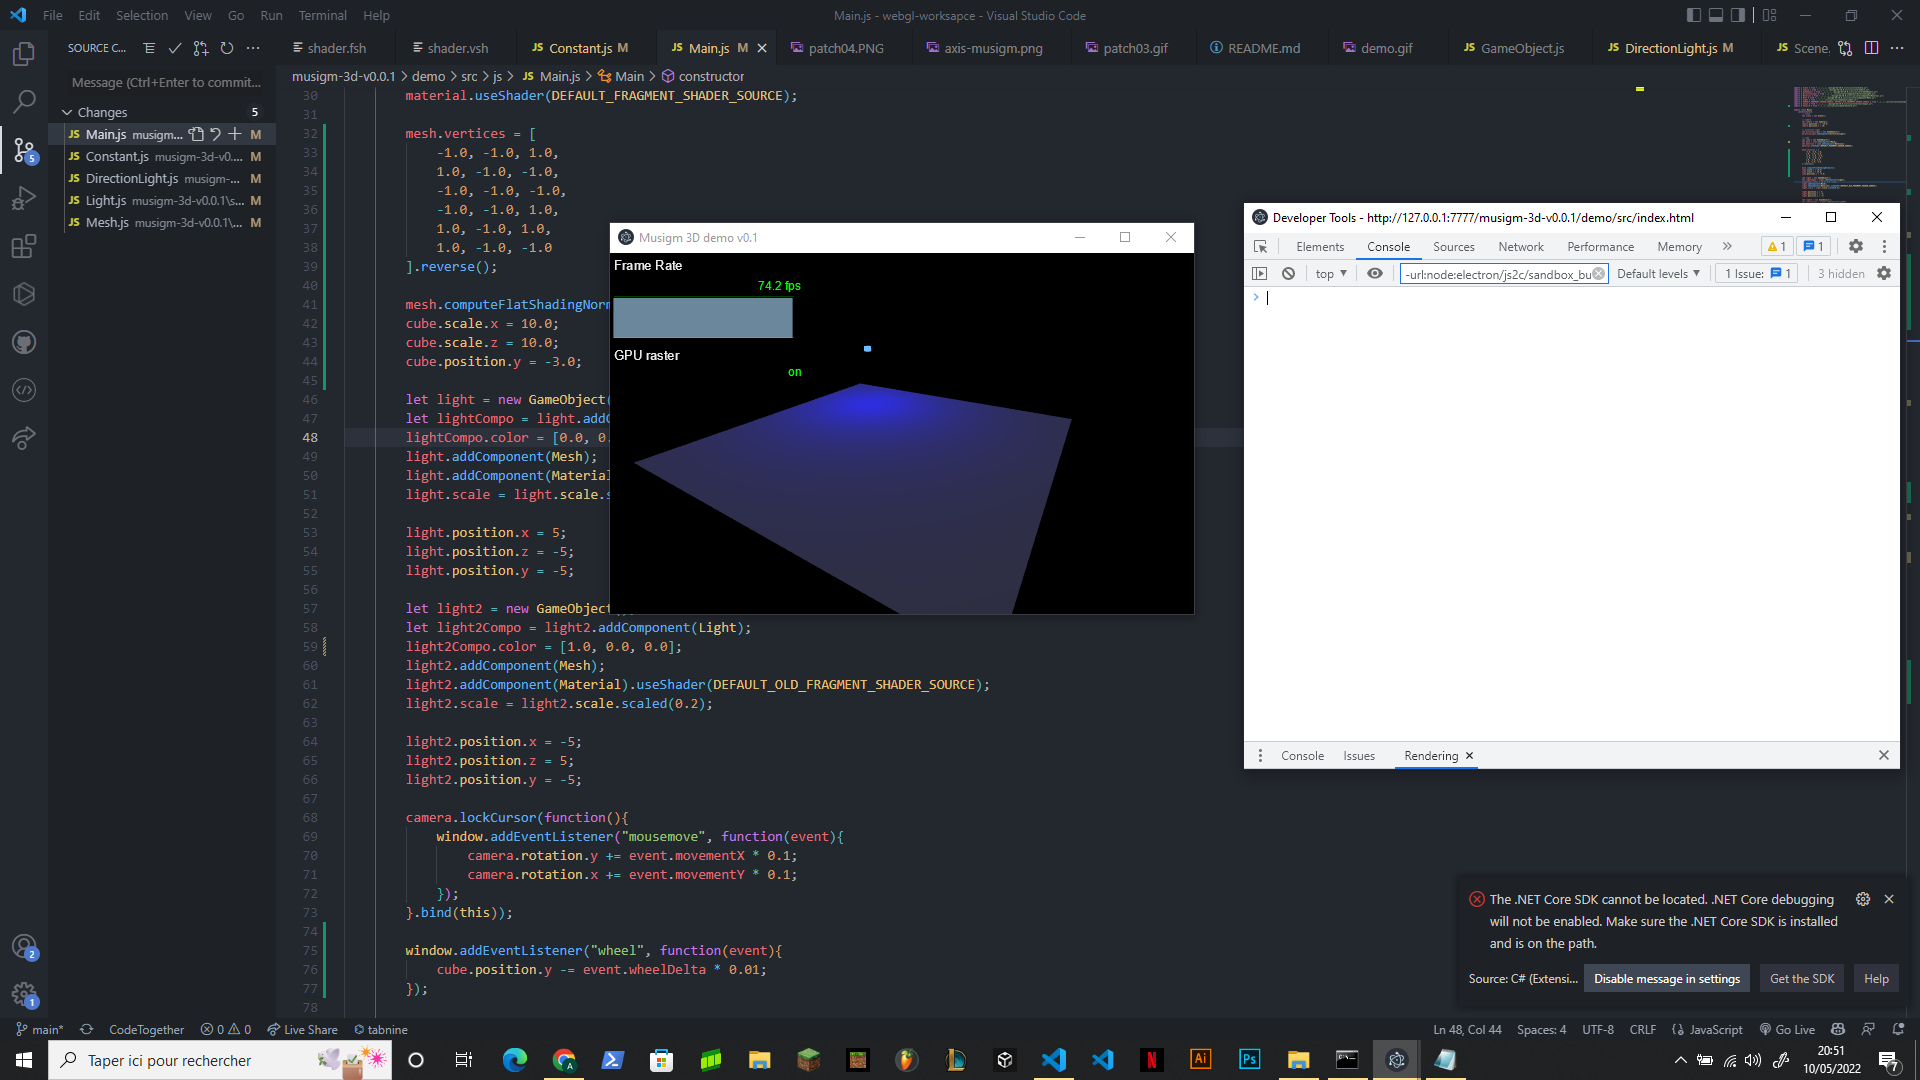 File Edit Selection View Go Run Terminal Help
Main.js - webgl-worksapce - Visual Studio Code
SOURCE C...
shader.fsh
shader.vsh
JS Constant.js M
JS Main.js M
patch04.PNG
axis-musigm.png
patch03.gif
README.md
demo.gif
JS GameObject.js
JS DirectionLight.js M
JS Scene.
Message (Ctrl+Enter to commit...
musigm-3d-v0.0.1 > demo > src > js > JS Main.js > Main > constructor
Changes 5
JS Main.js musigm... M
JS Constant.js musigm-3d-v0.... M
JS DirectionLight.js musigm-... M
JS Light.js musigm-3d-v0.0.1\s... M
JS Mesh.js musigm-3d-v0.0.1\... M
5
2
1
30 material.useShader(DEFAULT_FRAGMENT_SHADER_SOURCE);
31
32 mesh.vertices = [
33 -1.0, -1.0, 1.0,
34 1.0, -1.0, -1.0,
35 -1.0, -1.0, -1.0,
36 -1.0, -1.0, 1.0,
37 1.0, -1.0, 1.0,
38 1.0, -1.0, -1.0
39 ].reverse();
40
41 mesh.computeFlatShadingNorm
42 cube.scale.x = 10.0;
43 cube.scale.z = 10.0;
44 cube.position.y = -3.0;
45
46 let light = new GameObject(
47 let lightCompo = light.addC
48 lightCompo.color = [0.0, 0.
49 light.addComponent(Mesh);
50 light.addComponent(Material
51 light.scale = light.scale.s
52
53 light.position.x = 5;
54 light.position.z = -5;
55 light.position.y = -5;
56
57 let light2 = new GameObject
58 let light2Compo = light2.addComponent(Light);
59 light2Compo.color = [1.0, 0.0, 0.0];
60 light2.addComponent(Mesh);
61 light2.addComponent(Material).useShader(DEFAULT_OLD_FRAGMENT_SHADER_SOURCE);
62 light2.scale = light2.scale.scaled(0.2);
63
64 light2.position.x = -5;
65 light2.position.z = 5;
66 light2.position.y = -5;
67
68 camera.lockCursor(function(){
69 window.addEventListener("mousemove", function(event){
70 camera.rotation.y += event.movementX * 0.1;
71 camera.rotation.x += event.movementY * 0.1;
72 });
73 }.bind(this));
74
75 window.addEventListener("wheel", function(event){
76 cube.position.y -= event.wheelDelta * 0.01;
77 });
78
Musigm 3D demo v0.1
Frame Rate
74.2 fps
GPU raster
on
Developer Tools - http://127.0.0.1:7777/musigm-3d-v0.0.1/demo/src/index.html
Elements Console Sources Network Performance Memory » 1 1
top -url:node:electron/js2c/sandbox_bu Default levels 1 Issue: 1 3 hidden
Console Issues Rendering
The .NET Core SDK cannot be located. .NET Core debugging
will not be enabled. Make sure the .NET Core SDK is installed
and is on the path.
Source: C# (Extensi... Disable message in settings Get the SDK Help
main* CodeTogether 0 0 Live Share tabnine
Ln 48, Col 44 Spaces: 4 UTF-8 CRLF JavaScript Go Live
Taper ici pour rechercher
A
N
Ai
Ps
20:51
10/05/2022
7